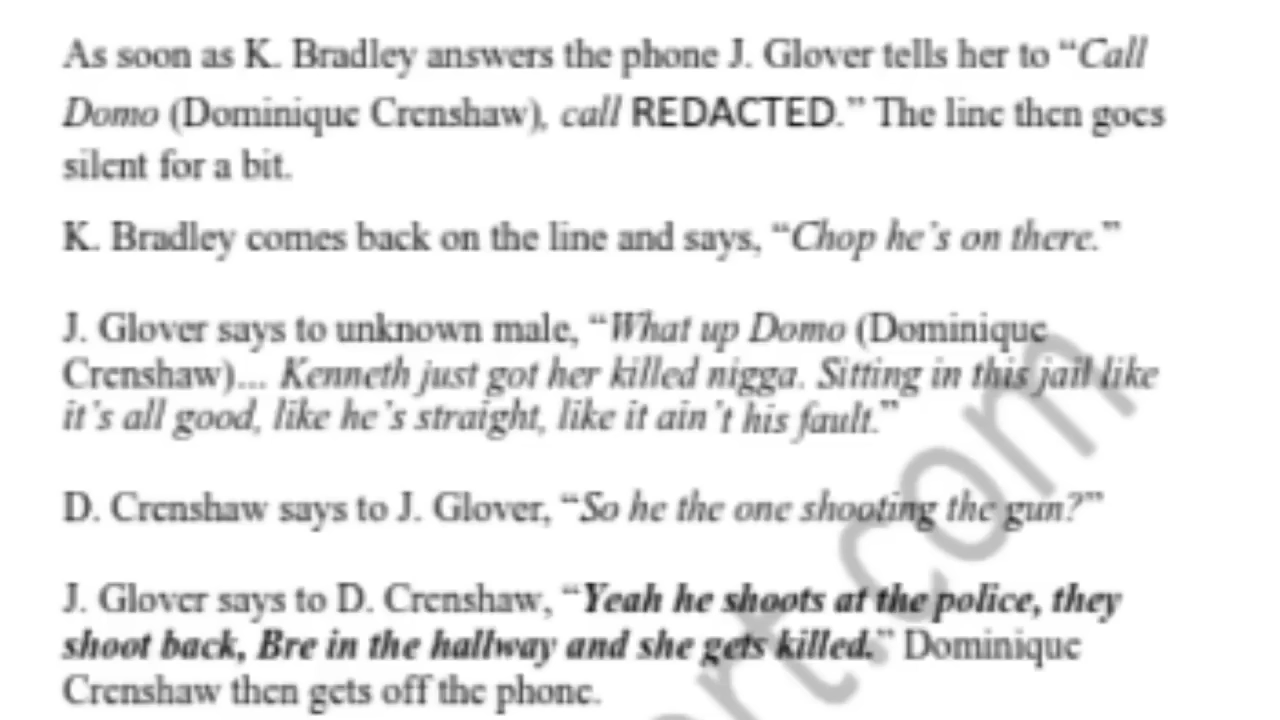 As soon as K. Bradley answers the phone J. Glover tells her to “Call
Domo (Dominique Crenshaw), call REDACTED.” The line then goes
silent for a bit.
K. Bradley comes back on the line and says, “Chop he’s on there.”
J. Glover says to unknown male, “What up Domo (Dominique
Crenshaw)... Kenneth just got her killed nigga. Sitting in this jail like
it’s all good, like he’s straight, like it ain’t his fault.”
D. Crenshaw says to J. Glover, “So he the one shooting the gun?”
J. Glover says to D. Crenshaw, “Yeah he shoots at the police, they
shoot back, Bre in the hallway and she gets killed.” Dominique
Crenshaw then gets off the phone.
rt.com